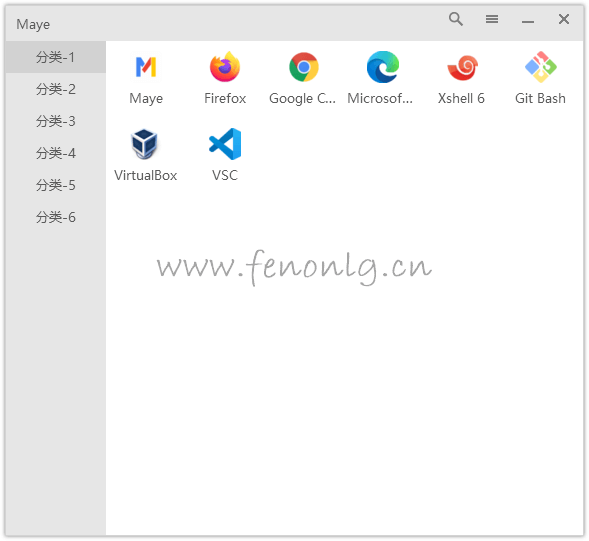 Maye
分类-1
分类-2
分类-3
分类-4
分类-5
分类-6
Maye
Firefox
Google C...
Microsof...
Xshell 6
Git Bash
VirtualBox
VSC
www.fenonlg.cn